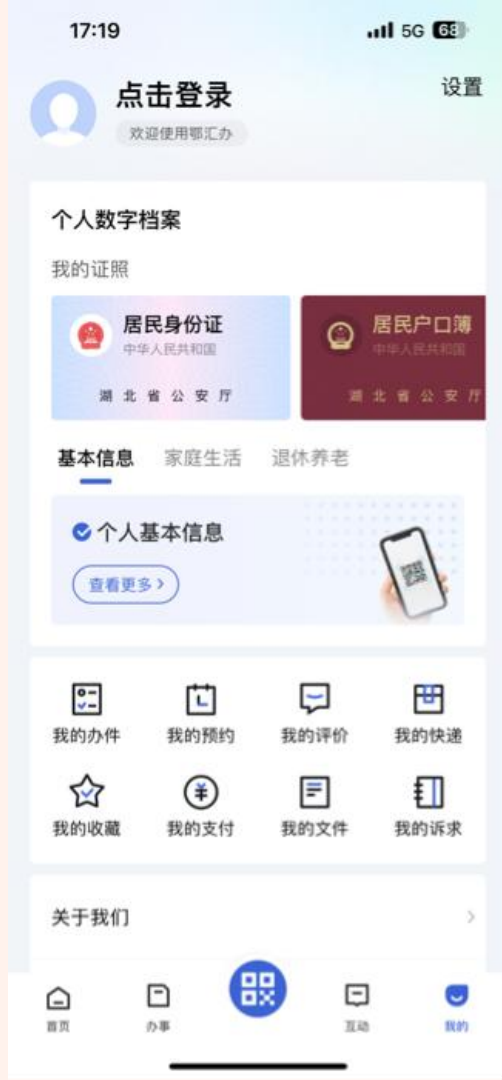 17:19
5G 63
点击登录
设置
欢迎使用鄂汇办
个人数字档案
我的证照
居民身份证
中华人民共和国
湖北省公安厅
居民户口簿
中华人民共和国
湖北省公安厅
基本信息 家庭生活 退休养老
个人基本信息
查看更多>
我的办件 我的预约 我的评价 我的快递
我的收藏 我的支付 我的文件 我的诉求
关于我们
首页 办事 互动 我的